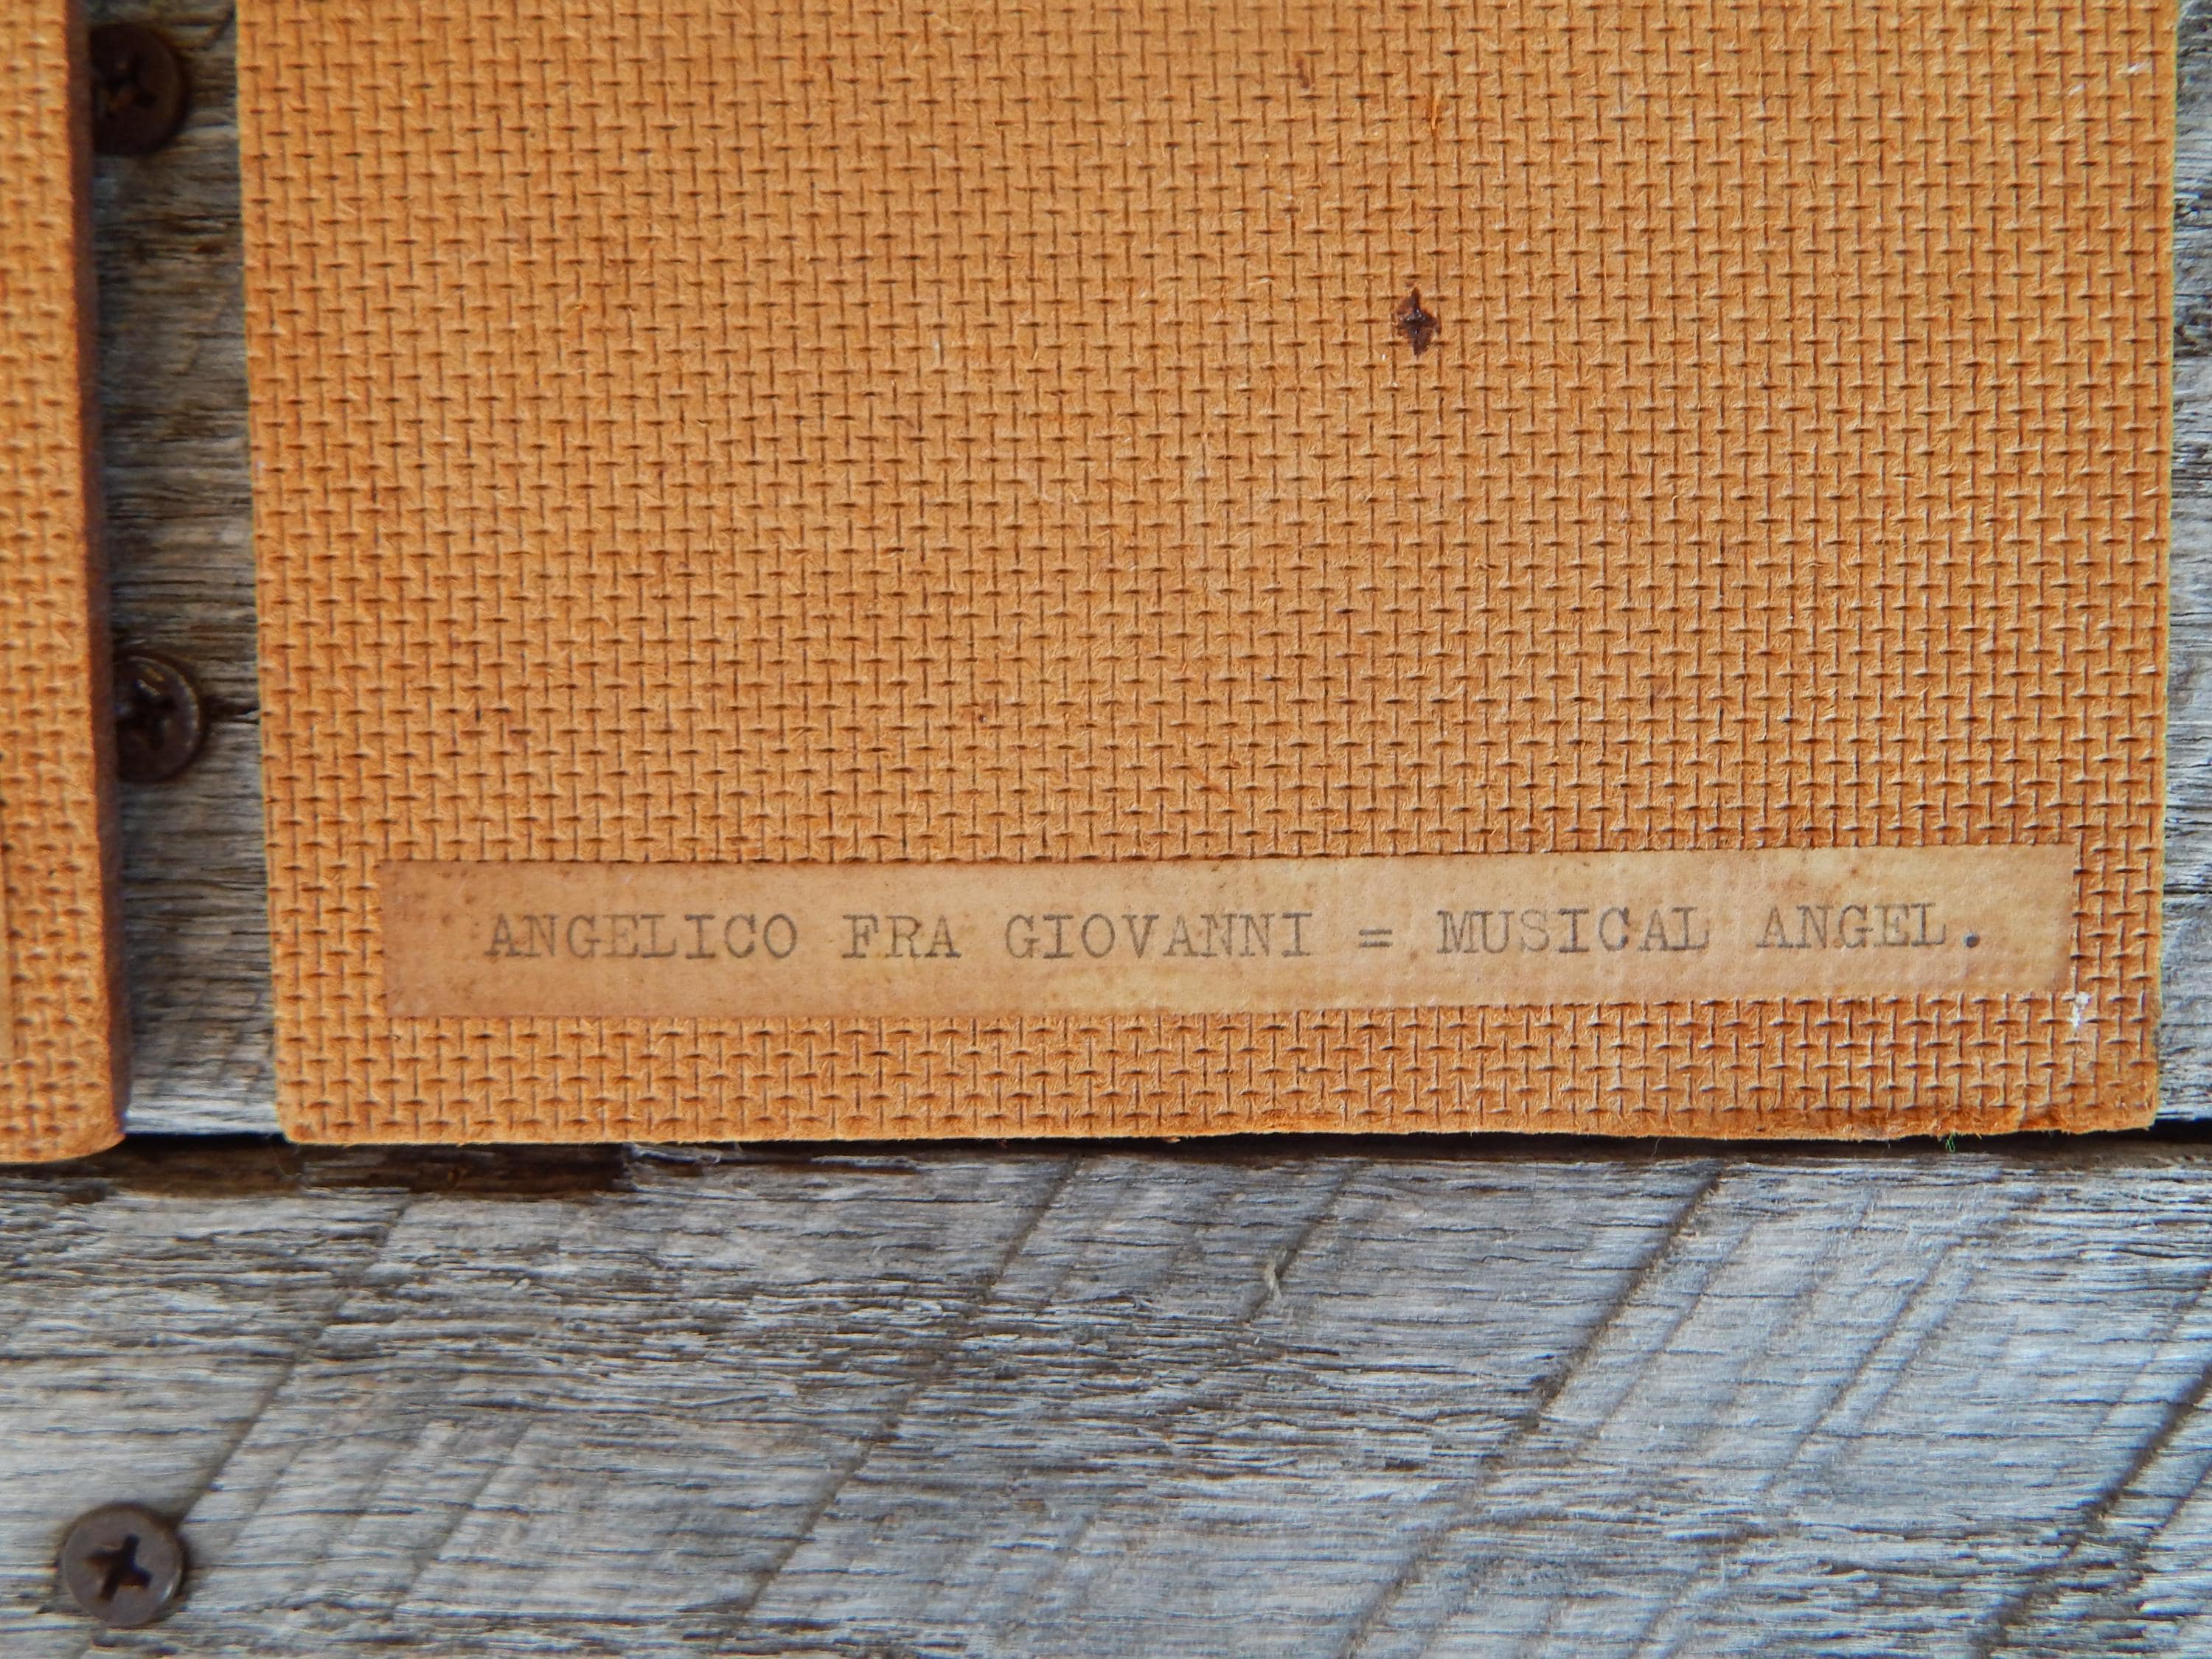 ANGELICO FRA GIOVANNI = MUSICAL ANGEL.